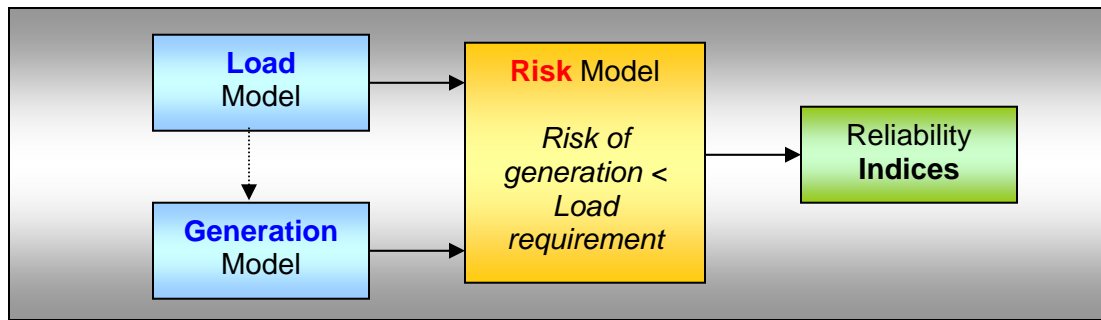 Load
Model
Generation
Model
Risk Model
Risk of
generation <
Load
requirement
Reliability
Indices